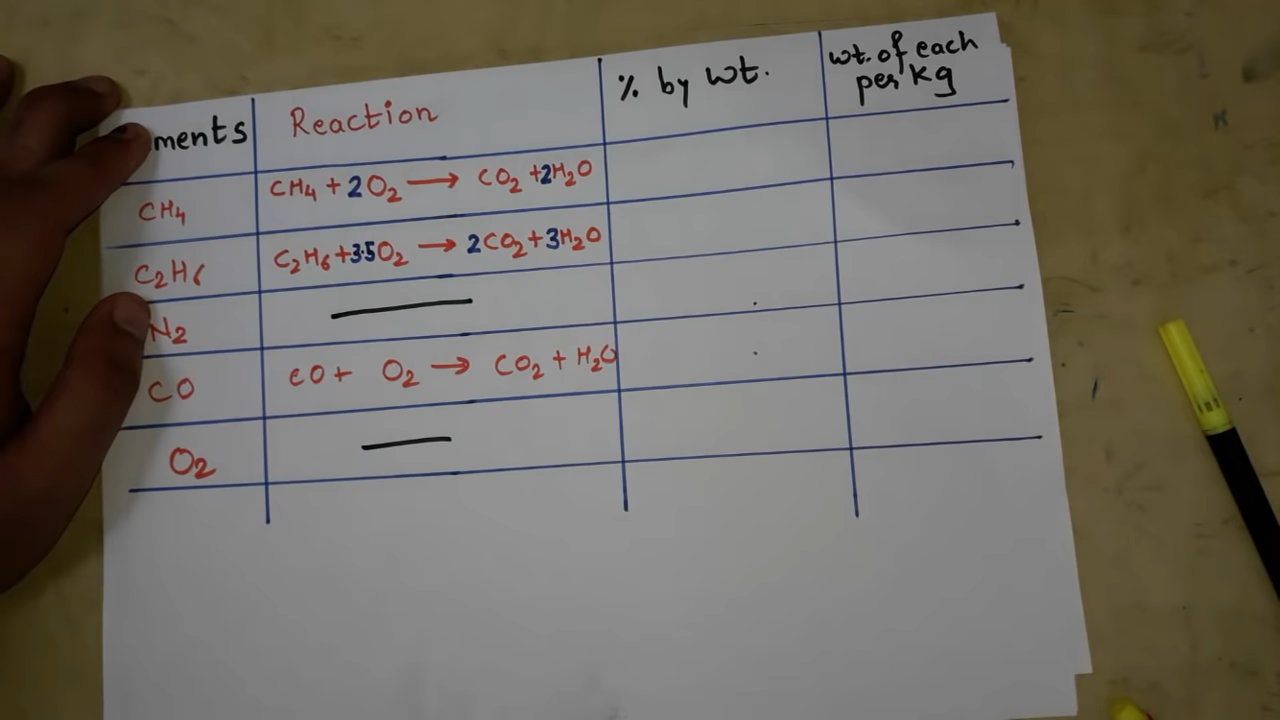 ments Reaction % by wt. wt. of each
per kg
CH4 CH4 + 2O2 → CO2 + 2H2O
C2H6 C2H6 + 3.5O2 → 2CO2 + 3H2O
N2
CO CO + O2 → CO2 + H2O
O2